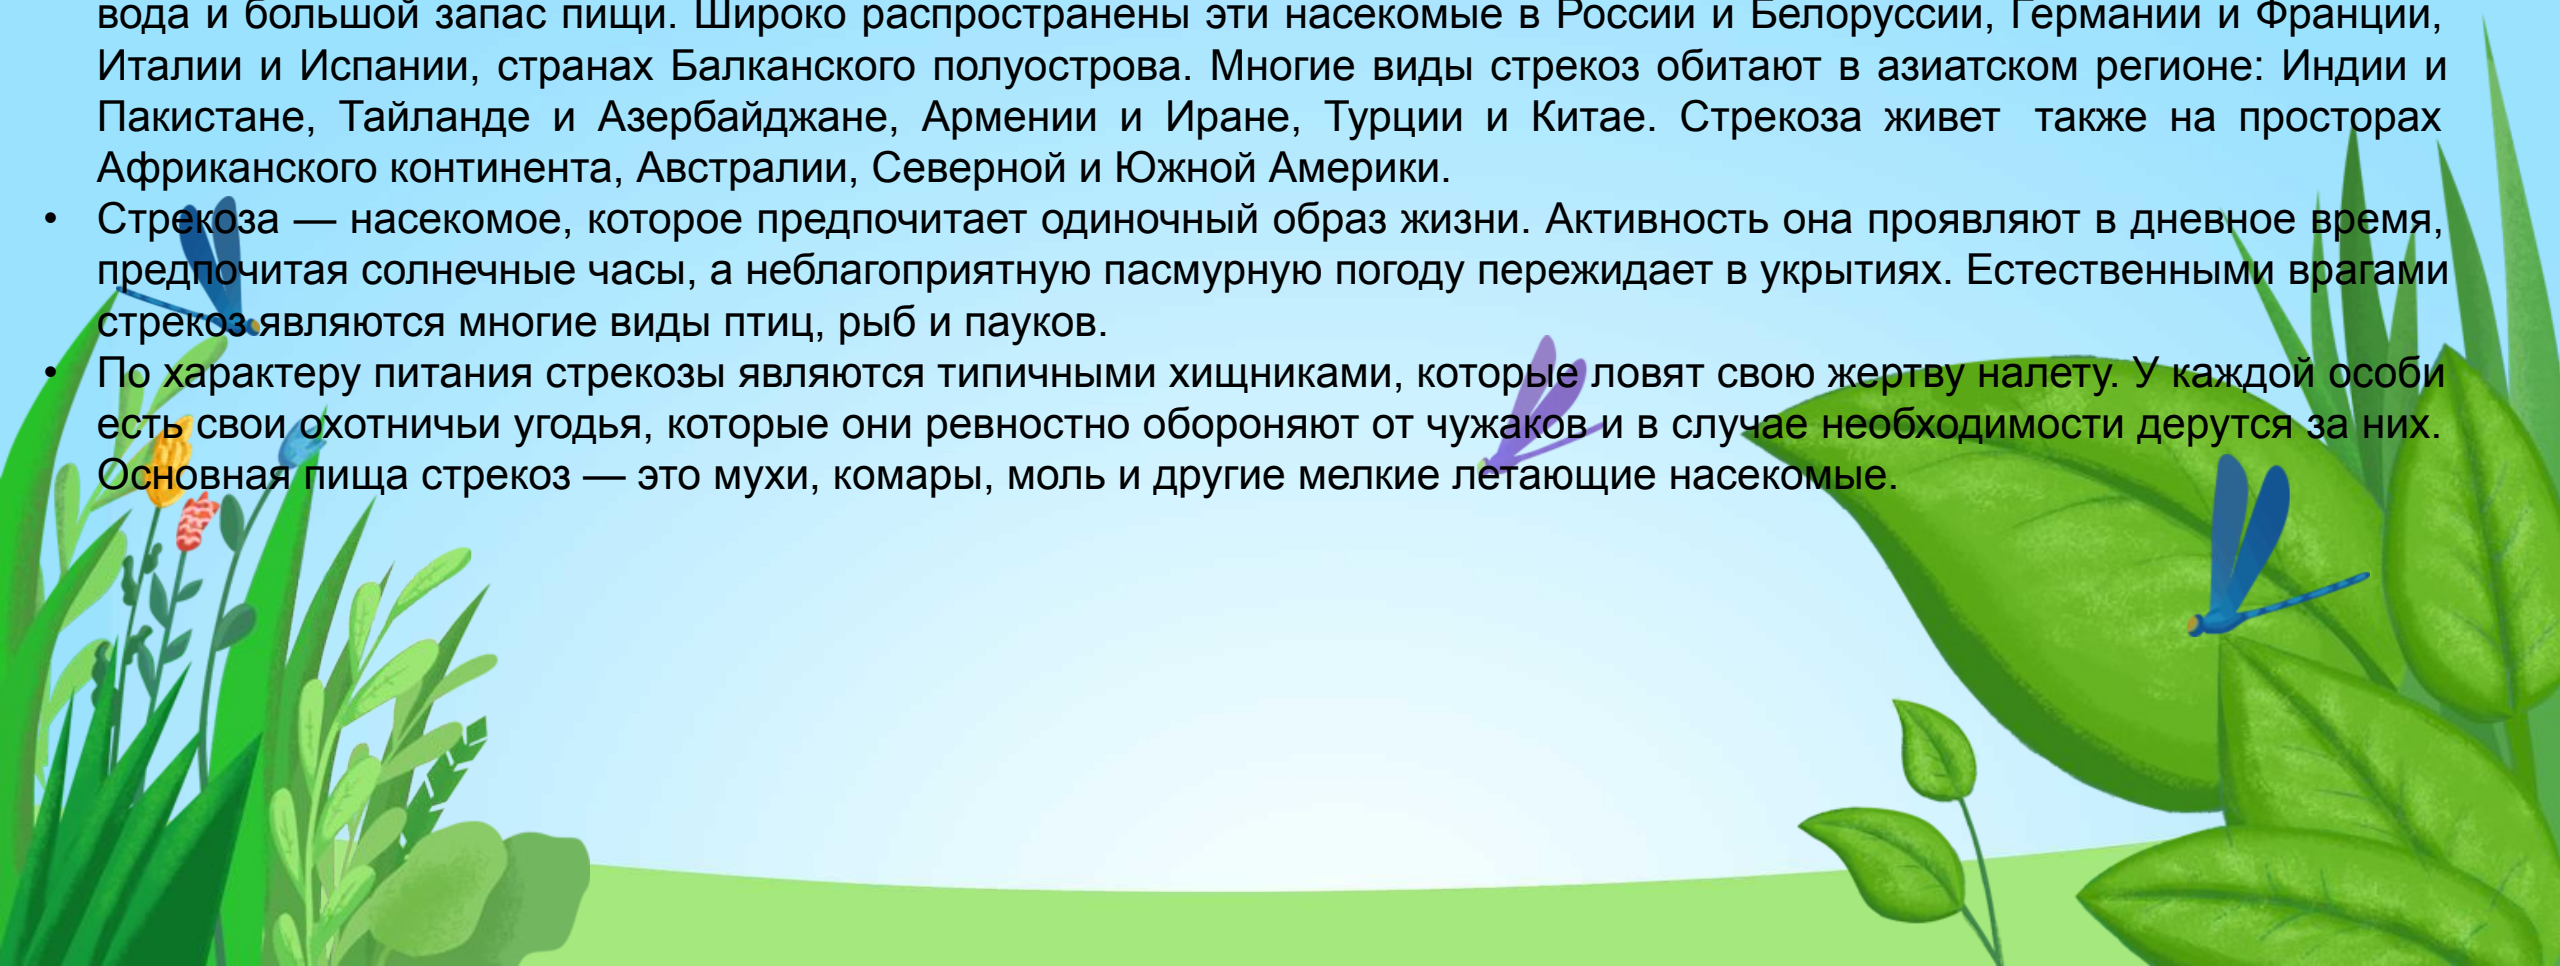 вода и большой запас пищи. Широко распространены эти насекомые в России и Белоруссии, Германии и Франции,
Италии и Испании, странах Балканского полуострова. Многие виды стрекоз обитают в азиатском регионе: Индии и
Пакистане, Тайланде и Азербайджане, Армении и Иране, Турции и Китае. Стрекоза живет также на просторах
Африканского континента, Австралии, Северной и Южной Америки.
• Стрекоза — насекомое, которое предпочитает одиночный образ жизни. Активность она проявляют в дневное время,
предпочитая солнечные часы, а неблагоприятную пасмурную погоду пережидает в укрытиях. Естественными врагами
стрекоз являются многие виды птиц, рыб и пауков.
• По характеру питания стрекозы являются типичными хищниками, которые ловят свою жертву налету. У каждой особи
есть свои охотничьи угодья, которые они ревностно обороняют от чужаков и в случае необходимости дерутся за них.
Основная пища стрекоз — это мухи, комары, моль и другие мелкие летающие насекомые.